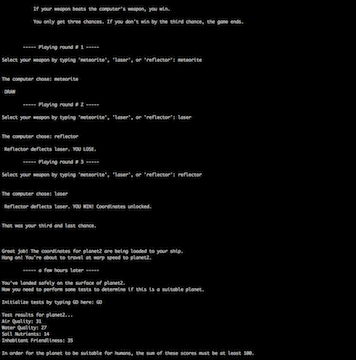 If your weapon beats the computer's weapon, you win.
You only get three chances. If you don't win by the third chance, the game ends.
----- Playing round # 1
Select your weapon by typing 'meteorite', 'laser', or 'reflector': meteorite
The computer chose: meteorite
DRAW
----- Playing round # 2
Select your weapon by typing 'meteorite', 'laser', or 'reflector': laser
The computer chose: reflector
Reflector deflects laser. YOU LOSE.
----- Playing round # 3
Select your weapon by typing 'meteorite', 'laser', or 'reflector': reflector
The computer chose: laser
Reflector deflects laser. YOU WIN! Coordinates unlocked.
That was your third and last chance.
Great job! The coordinates for planet2 are being loaded to your ship.
Hang on! You're about to travel at warp speed to planet2.
----- a few hours later -----
You've landed safely on the surface of planet2.
Now you need to perform some tests to determine if this is a suitable planet.
Initialize tests by typing GO here: GO
Test results for planet2...
Air Quality: 31
Water Quality: 27
Soil Nutrients: 14
Inhabitant Friendliness: 35
In order for the planet to be suitable for humans, the sum of these scores must be at least 100.